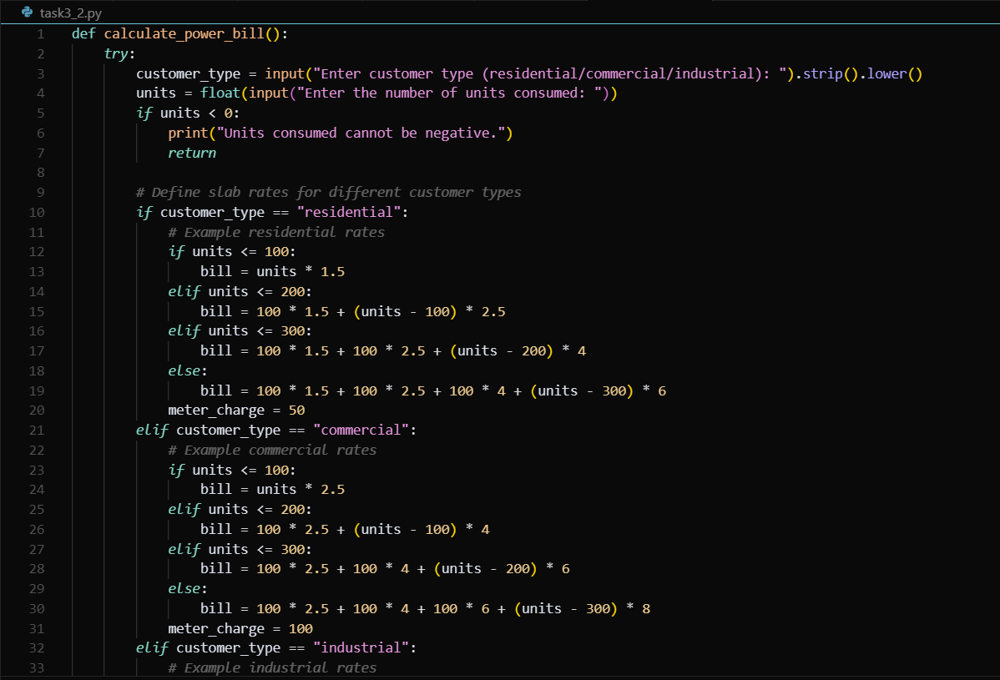 task3_2.py
1 def calculate_power_bill():
2     try:
3         customer_type = input("Enter customer type (residential/commercial/industrial): ").strip().lower()
4         units = float(input("Enter the number of units consumed: "))
5         if units < 0:
6             print("Units consumed cannot be negative.")
7             return
8
9         # Define slab rates for different customer types
10         if customer_type == "residential":
11             # Example residential rates
12             if units <= 100:
13                 bill = units * 1.5
14             elif units <= 200:
15                 bill = 100 * 1.5 + (units - 100) * 2.5
16             elif units <= 300:
17                 bill = 100 * 1.5 + 100 * 2.5 + (units - 200) * 4
18             else:
19                 bill = 100 * 1.5 + 100 * 2.5 + 100 * 4 + (units - 300) * 6
20             meter_charge = 50
21         elif customer_type == "commercial":
22             # Example commercial rates
23             if units <= 100:
24                 bill = units * 2.5
25             elif units <= 200:
26                 bill = 100 * 2.5 + (units - 100) * 4
27             elif units <= 300:
28                 bill = 100 * 2.5 + 100 * 4 + (units - 200) * 6
29             else:
30                 bill = 100 * 2.5 + 100 * 4 + 100 * 6 + (units - 300) * 8
31             meter_charge = 100
32         elif customer_type == "industrial":
33             # Example industrial rates